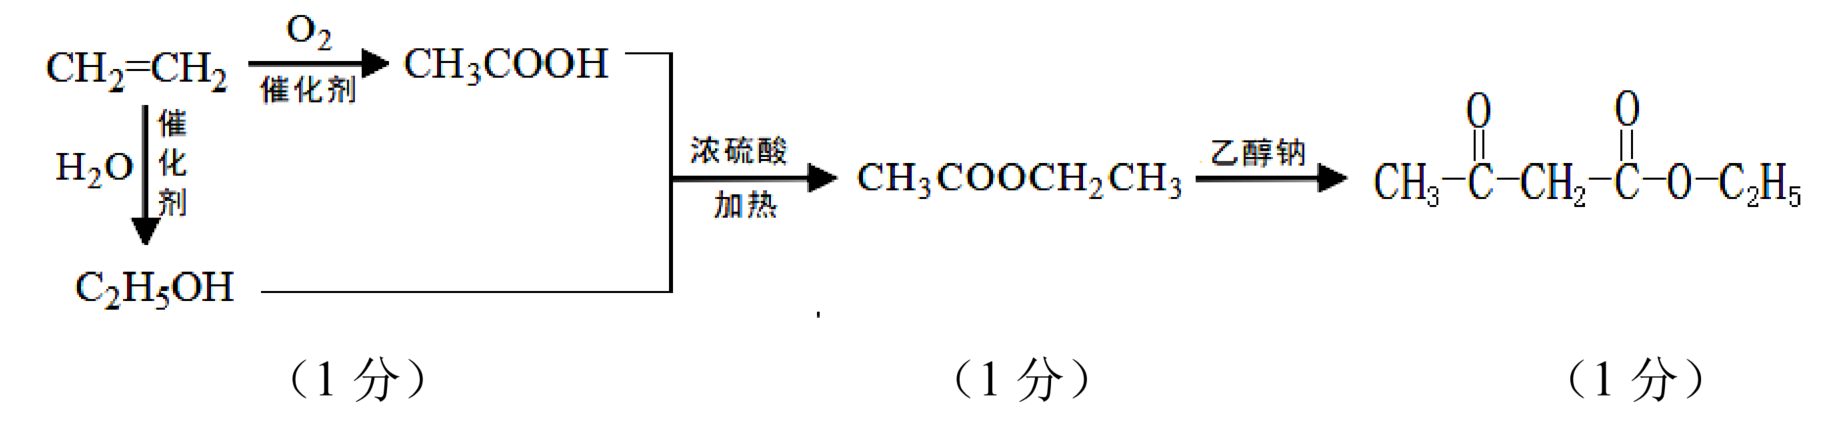 O₂
CH₂=CH₂ 催化剂 CH₃COOH
H₂O 催化剂
浓硫酸
加热
CH₃COOCH₂CH₃
乙醇钠
O O
CH₃-C-CH₂-C-O-C₂H₅
C₂H₅OH
（1 分） （1 分） （1 分）